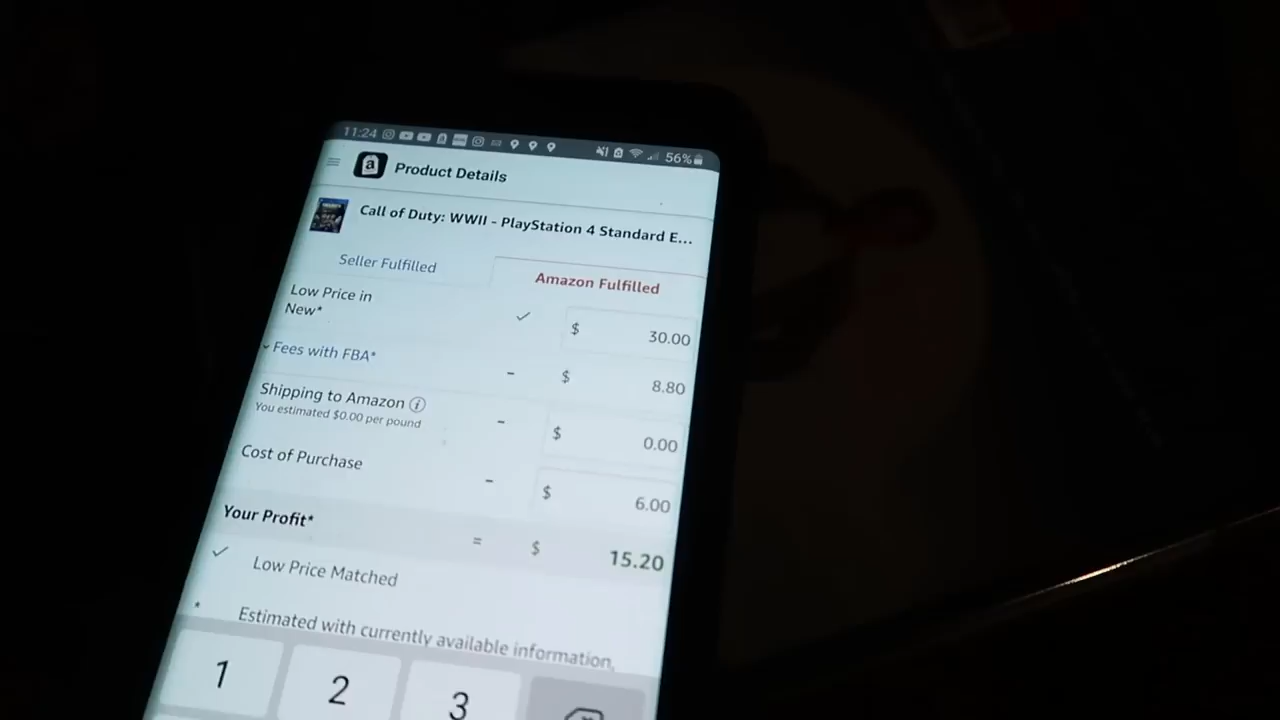 11:24 56%
a Product Details
Call of Duty: WWII - PlayStation 4 Standard E...
Seller Fulfilled Amazon Fulfilled
Low Price in
New* $ 30.00
Fees with FBA* - $ 8.80
Shipping to Amazon i - $ 0.00
You estimated $0.00 per pound
Cost of Purchase - $ 6.00
Your Profit* = $ 15.20
Low Price Matched
* Estimated with currently available information.
1 2 3